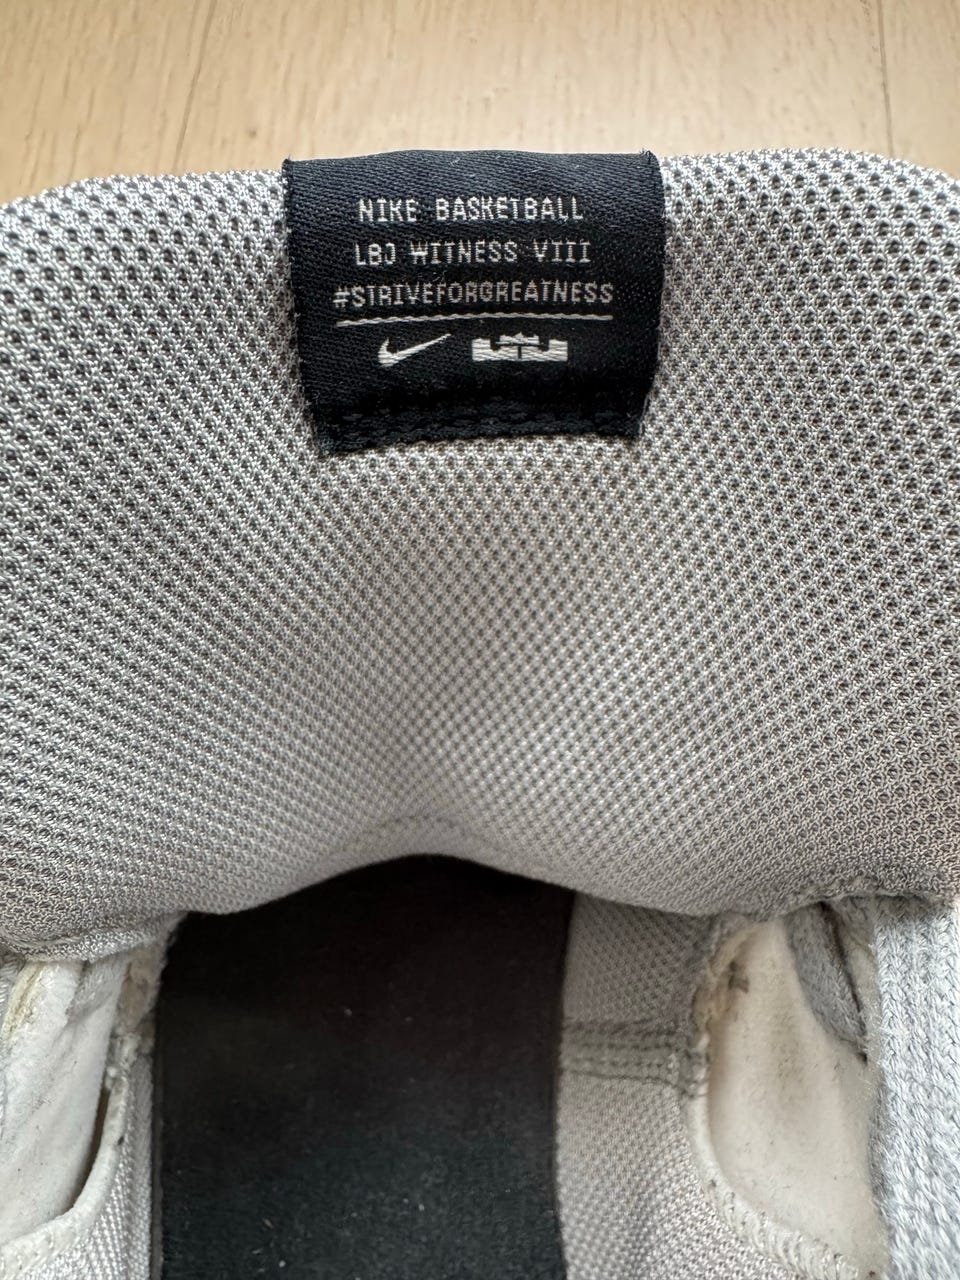 NIKE BASKETBALL
LBJ WITNESS VIII
#STRIVEFORGREATNESS